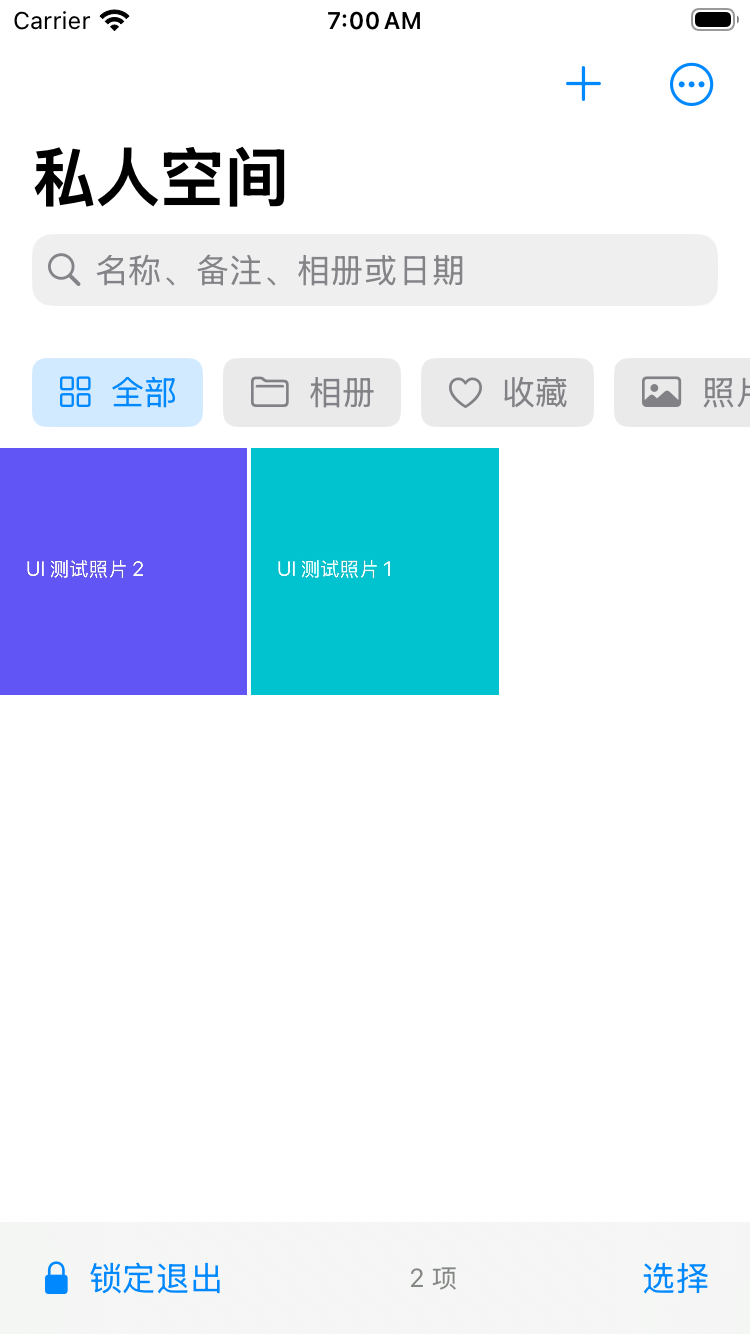 Carrier 7:00 AM
私人空间
名称、备注、相册或日期
全部 相册 收藏 照片
UI 测试照片 2 UI 测试照片 1
锁定退出 2 项 选择